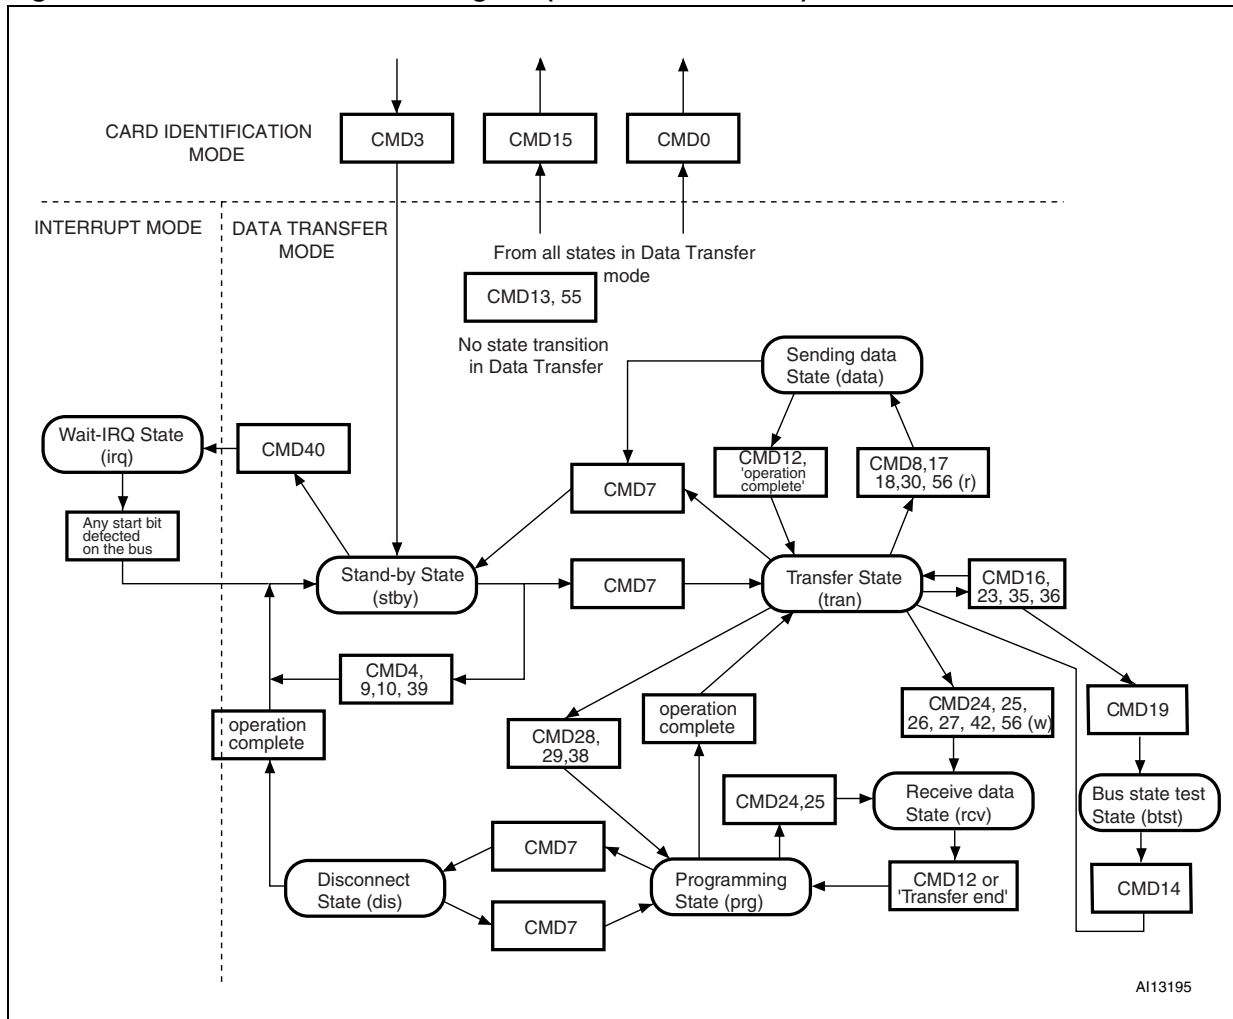 CARD IDENTIFICATION
MODE
CMD3
CMD15
CMD0
INTERRUPT MODE
DATA TRANSFER
MODE
From all states in Data Transfer
mode
CMD13, 55
No state transition
in Data Transfer
Sending data
State (data)
Wait-IRQ State
(irq)
CMD40
CMD12,
'operation
complete'
CMD8,17
18,30, 56 (r)
CMD7
Any start bit
detected
on the bus
Stand-by State
(stby)
CMD7
Transfer State
(tran)
CMD16,
23, 35, 36
CMD4,
9,10, 39
operation
complete
CMD28,
29,38
operation
complete
CMD24, 25,
26, 27, 42, 56 (w)
CMD19
CMD24,25
Receive data
State (rcv)
Bus state test
State (btst)
CMD7
Disconnect
State (dis)
Programming
State (prg)
CMD12 or
'Transfer end'
CMD14
CMD7
AI13195